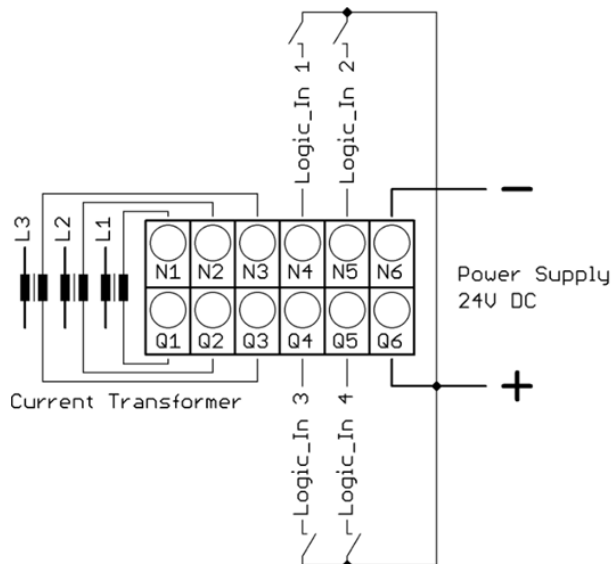 Logic_In 1
Logic_In 2
L3
L2
L1
N1 N2 N3 N4 N5 N6
Q1 Q2 Q3 Q4 Q5 Q6
Power Supply
24V DC
Current Transformer
Logic_In 3
Logic_In 4